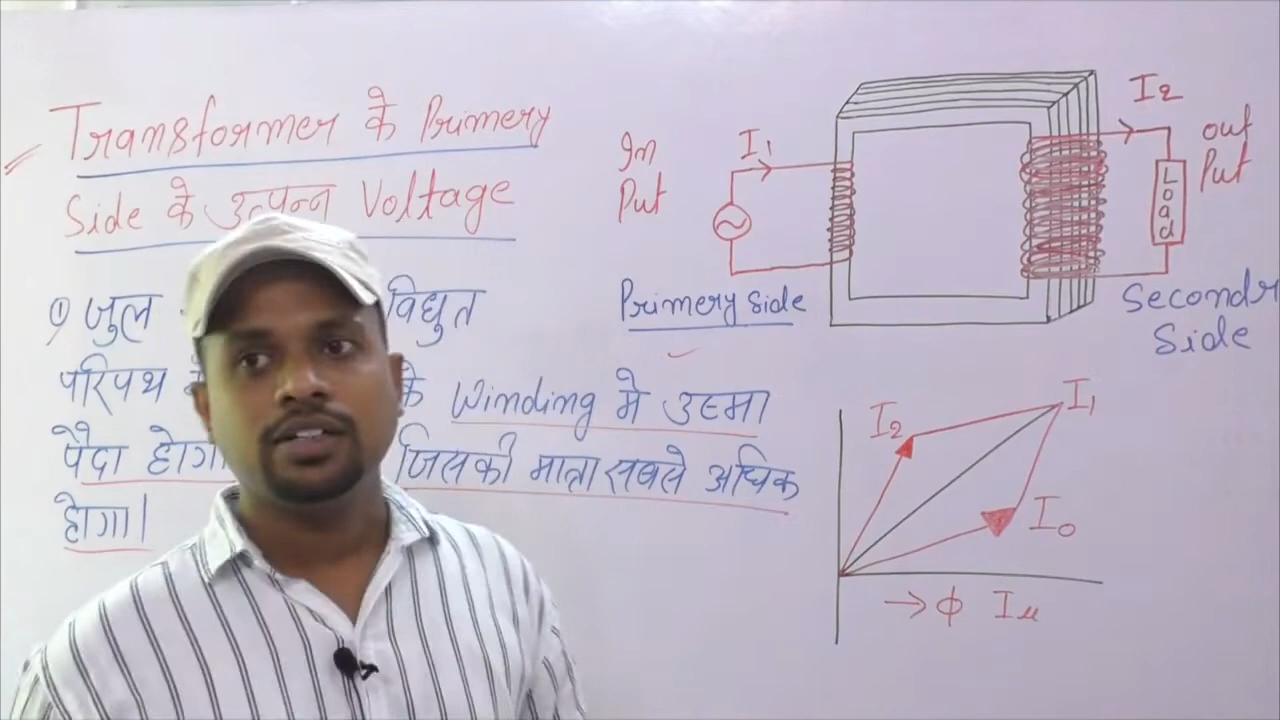 Transformer के Primery
Side के उत्पन्न Voltage
① जुल विद्युत
परिपथ के Winding मे उष्मा
पैदा होगा जिसकी मात्रा सबसे अधिक
होगा।
In
Put
I₁
I₂
out
Put
Load
Primery Side
Secondr
Side
I₂
I₁
I₀
→ϕ Iμ